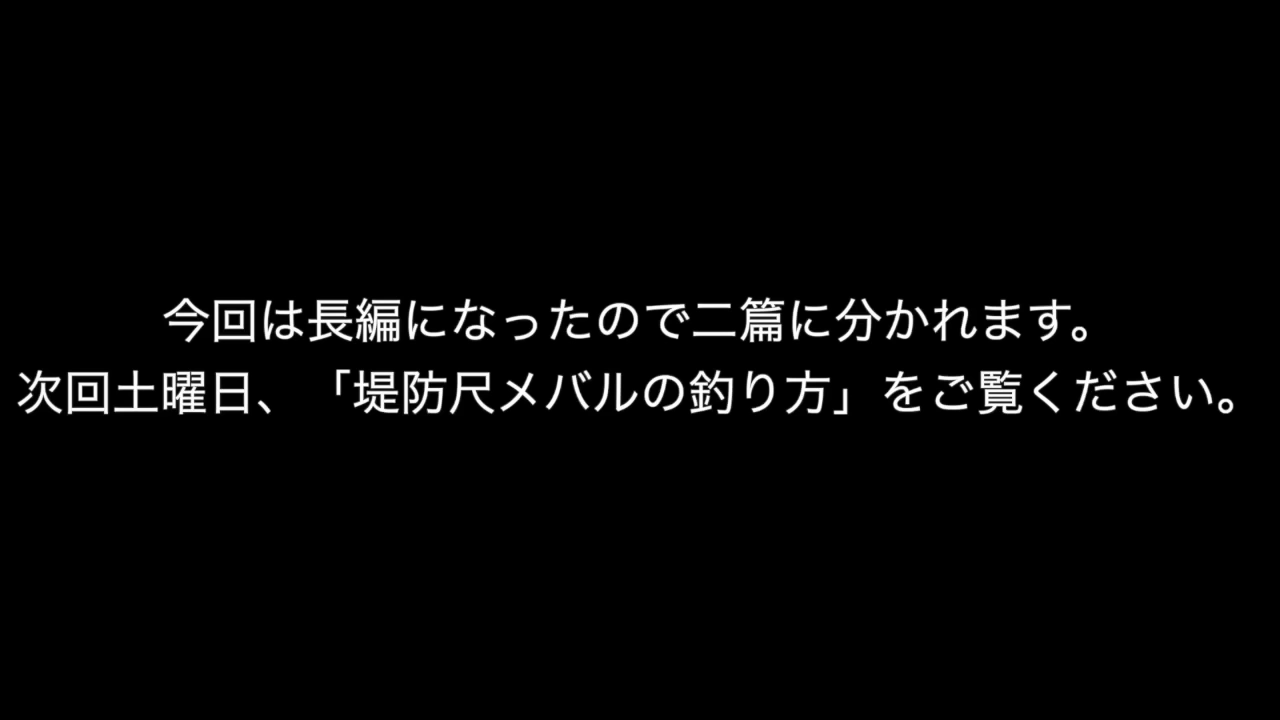 今回は長編になったので二篇に分かれます。
次回土曜日、「堤防尺メバルの釣り方」をご覧ください。